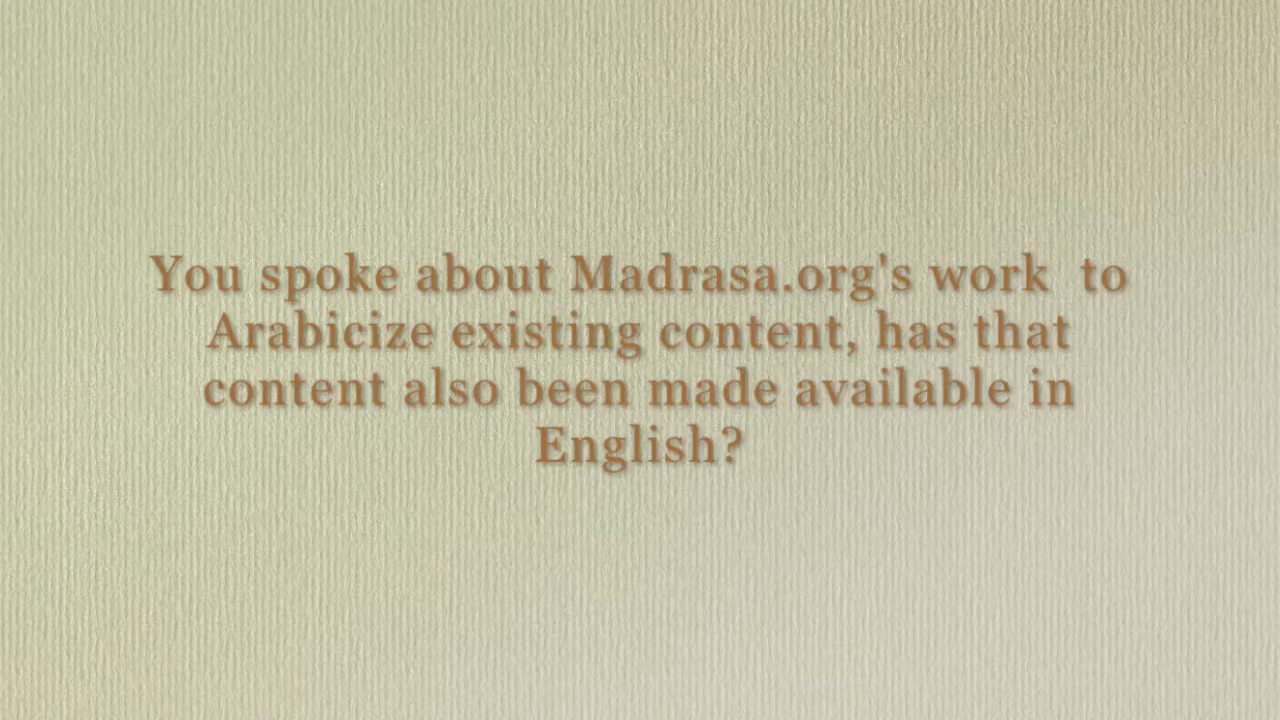 You spoke about Madrasa.org's work  to
Arabicize existing content, has that
content also been made available in
English?